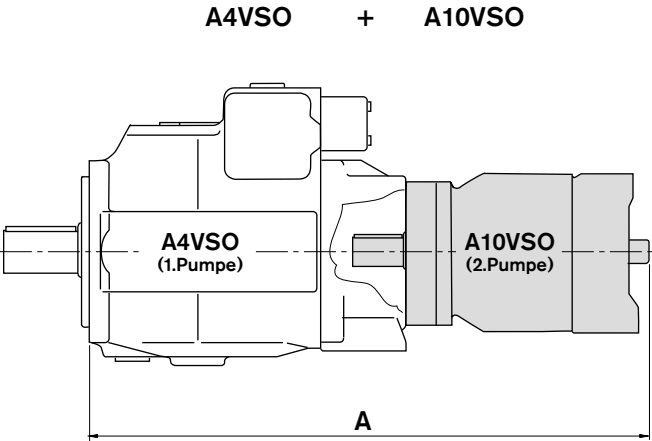 A4VSO + A10VSO
A4VSO
(1.Pumpe)
A10VSO
(2.Pumpe)
A